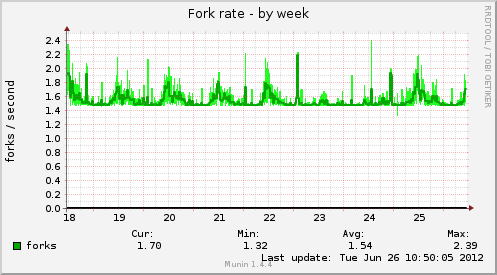 Fork rate - by week
RRDTOOL / TOBI OETIKER
forks / second
2.4
2.2
2.0
1.8
1.6
1.4
1.2
1.0
0.8
0.6
0.4
0.2
0.0
18 19 20 21 22 23 24 25
Cur: Min: Avg: Max:
forks 1.70 1.32 1.54 2.39
Last update: Tue Jun 26 10:50:05 2012
Munin 1.4.4